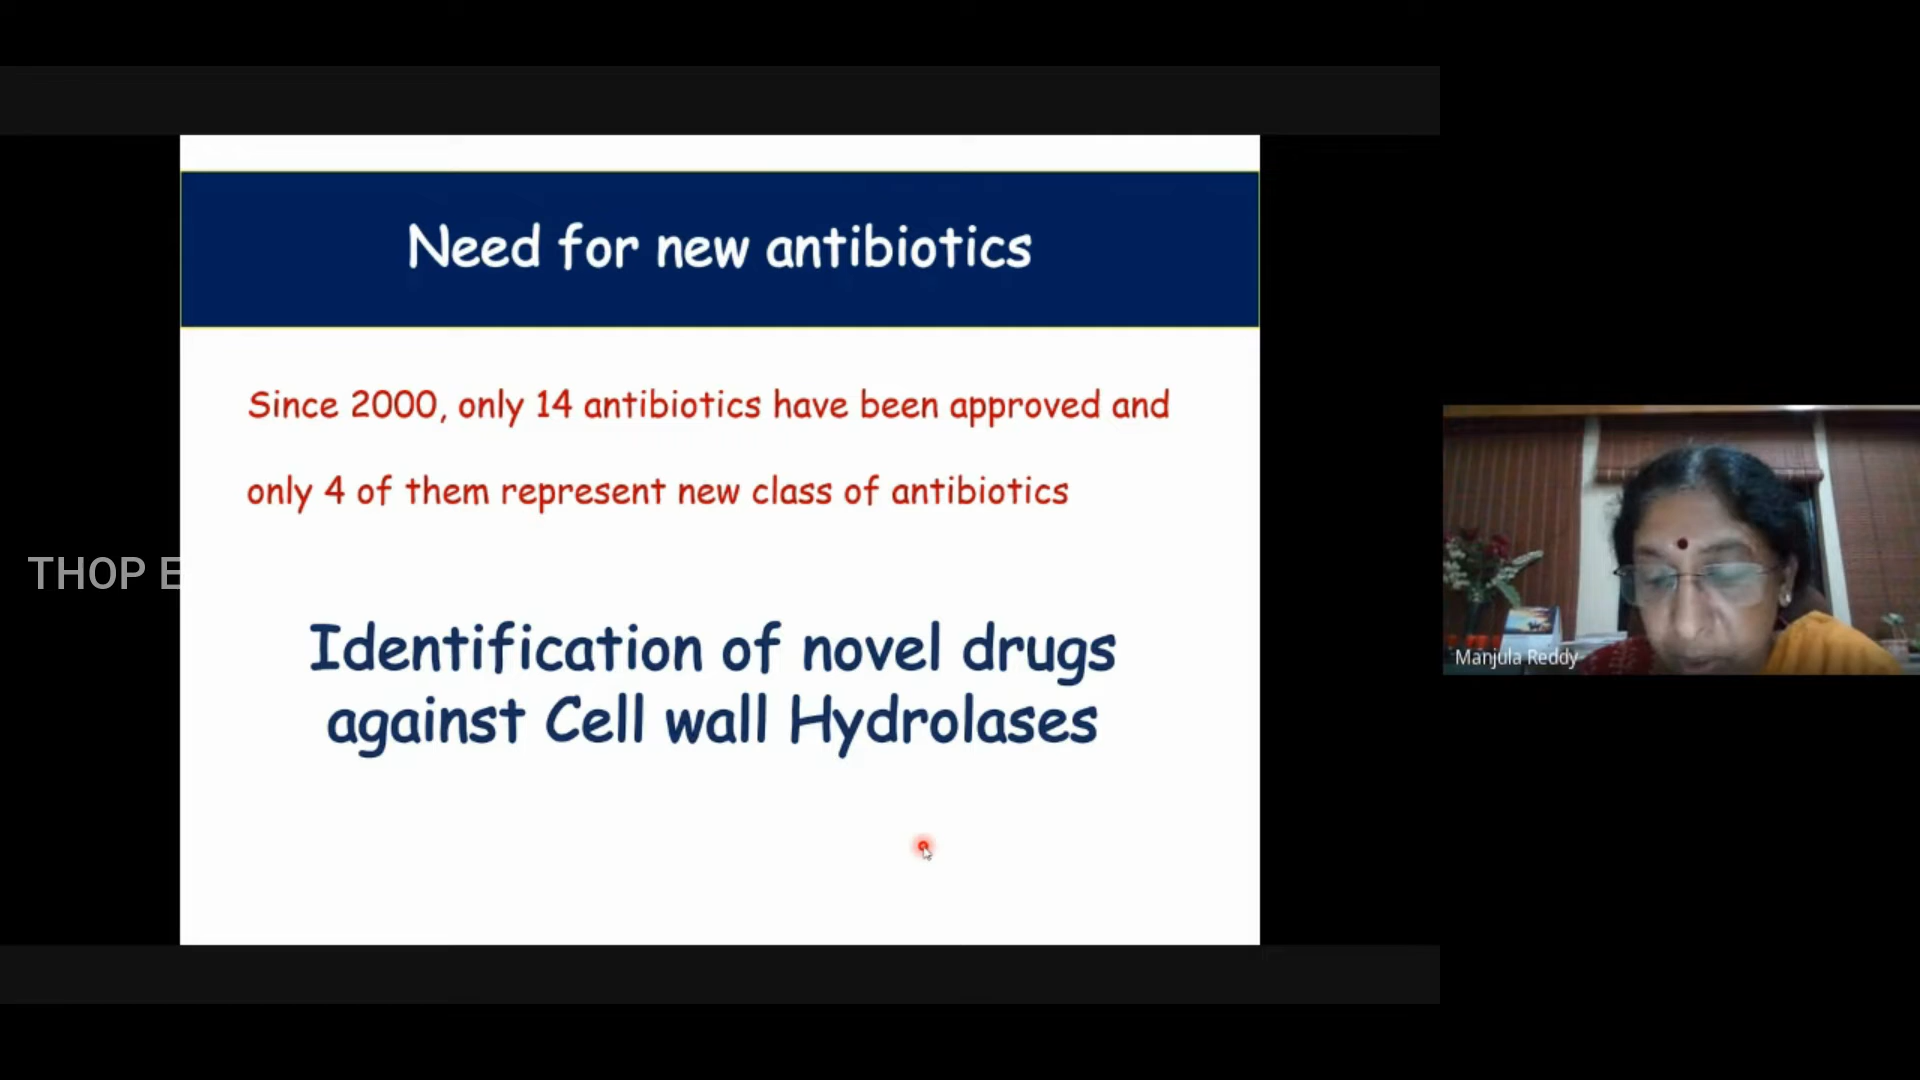 Need for new antibiotics
Since 2000, only 14 antibiotics have been approved and
only 4 of them represent new class of antibiotics
THOP E
Identification of novel drugs
against Cell wall Hydrolases
Manjula Reddy